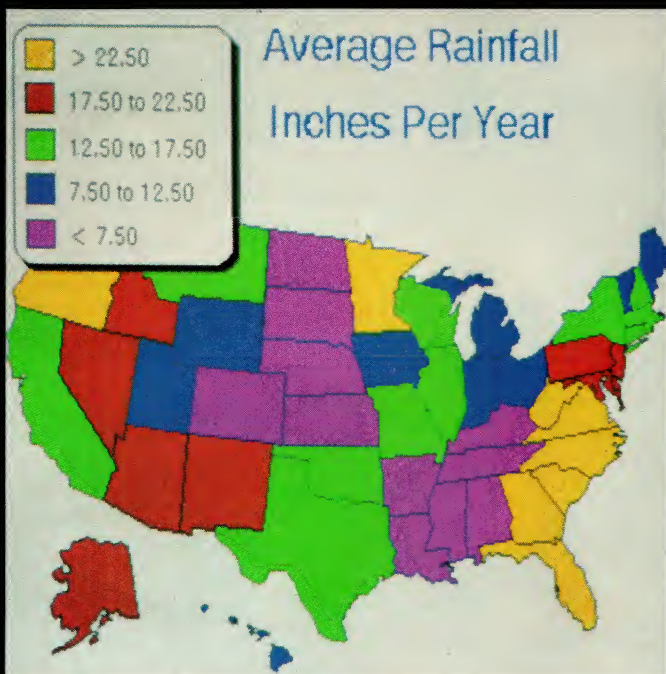 Average Rainfall
Inches Per Year
> 22.50
17.50 to 22.50
12.50 to 17.50
7.50 to 12.50
< 7.50